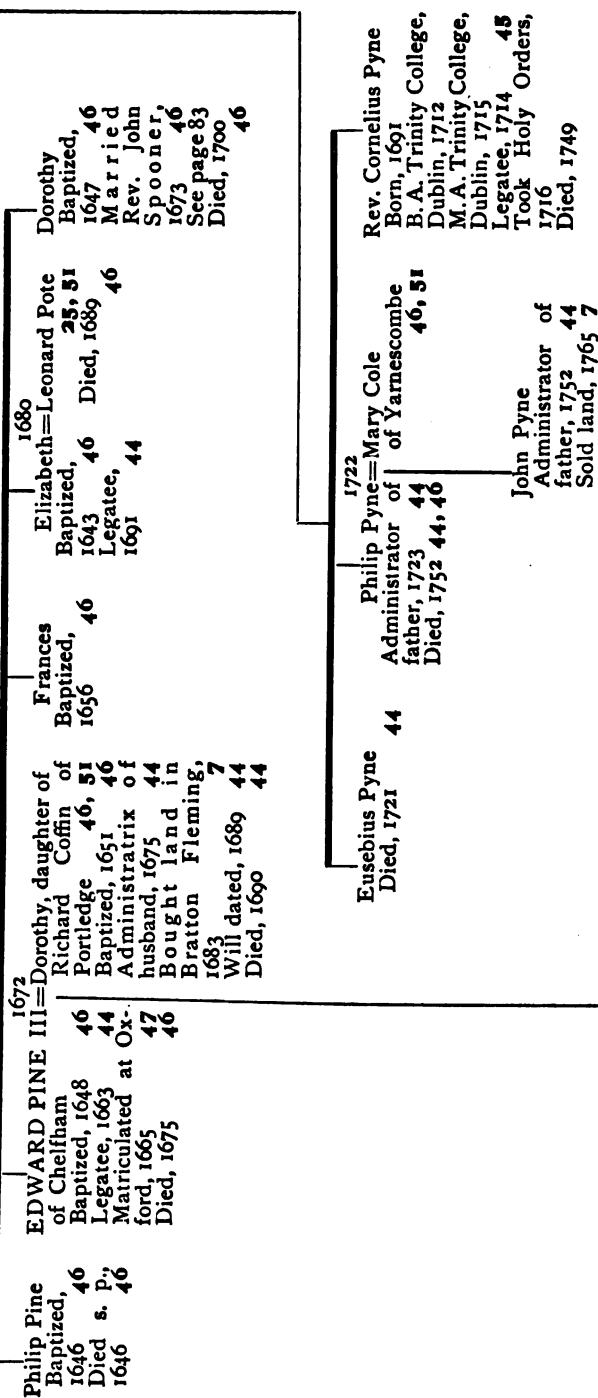 Philip Pine
Baptized,
1646 46
Died s. p.,
1646 46
1672
EDWARD PINE III=Dorothy, daughter of
of Chelfham
Baptized, 1648 46
Legatee, 1663 44
Matriculated at Ox-
ford, 1665 47
Died, 1675 46
Richard Coffin of
Portledge 46, 51
Baptized, 1651 46
Administratrix of
husband, 1675 44
Bought land in
Bratton Fleming,
1683 7
Will dated, 1689 44
Died, 1690 44
Frances
Baptized,
1656 46
1680
Elizabeth=Leonard Pote
Baptized,
1643 46
Legatee,
1691 44
25, 51
Died, 1689
46
Dorothy
Baptized,
1647 46
Married
Rev. John
Spooner,
1673 46
See page 83
Died, 1700
46
Eusebius Pyne
Died, 1721
44
1722
Philip Pyne=Mary Cole
Administrator of
father, 1723 44
Died, 1752 44, 46
of Yarnescombe
46, 51
Rev. Cornelius Pyne
Born, 1691
B. A. Trinity College,
Dublin, 1712
M. A. Trinity College,
Dublin, 1715
Legatee, 1714 45
Took Holy Orders,
1716
Died, 1749
John Pyne
Administrator of
father, 1752 44
Sold land, 1765 7